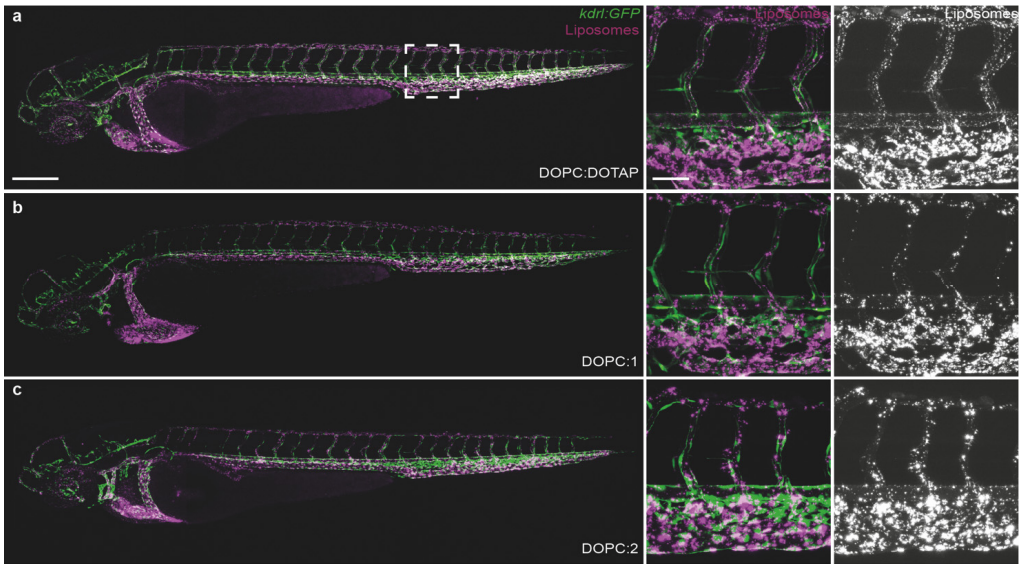 a
kdrl:GFP
Liposomes
DOPC:DOTAP
Liposomes
Liposomes
b
DOPC:1
c
DOPC:2